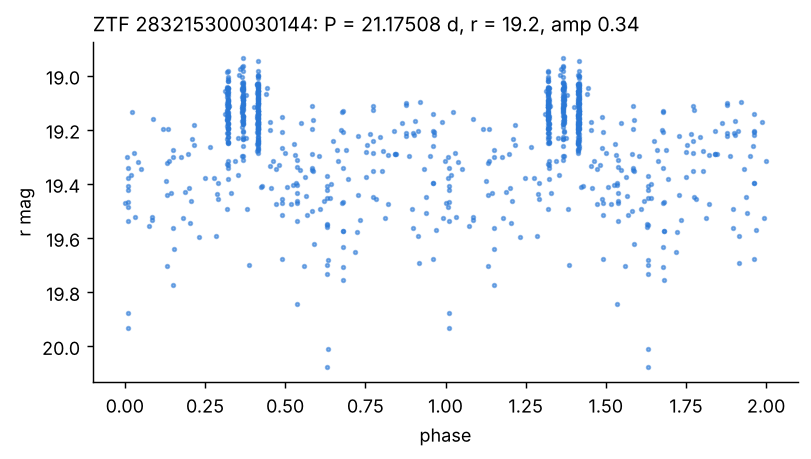 ZTF 283215300030144: P = 21.17508 d, r = 19.2, amp 0.34
19.0
19.2
19.4
19.6
19.8
20.0
r mag
0.00 0.25 0.50 0.75 1.00 1.25 1.50 1.75 2.00
phase